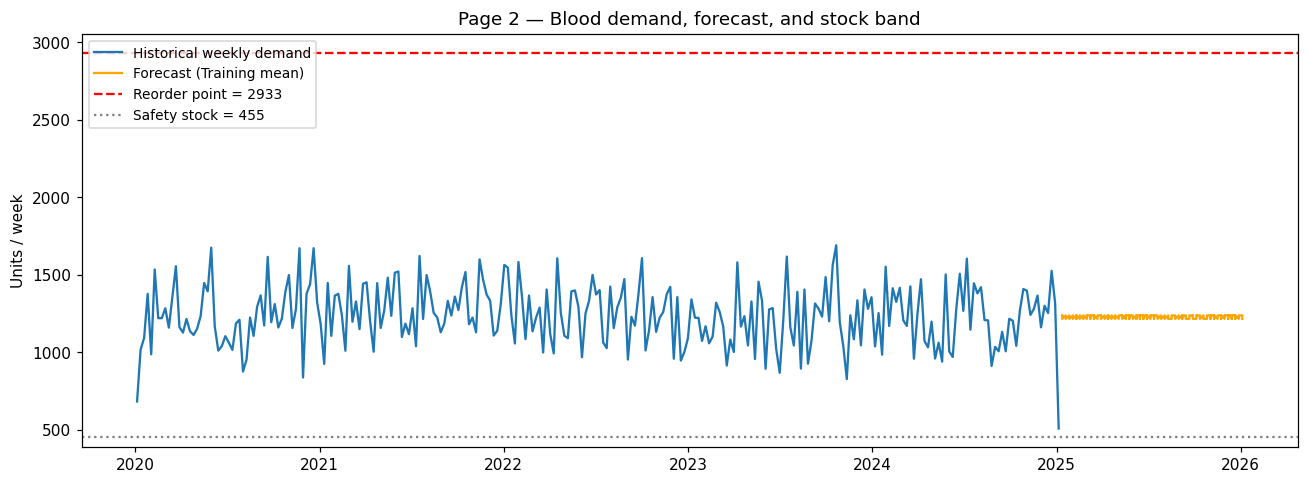 Page 2 — Blood demand, forecast, and stock band
Historical weekly demand
Forecast (Training mean)
Reorder point = 2933
Safety stock = 455
Units / week
3000
2500
2000
1500
1000
500
2020 2021 2022 2023 2024 2025 2026